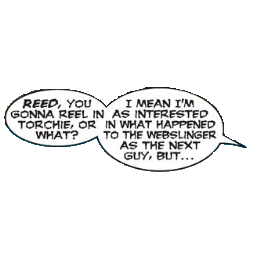 REED, YOU
GONNA REEL IN
TORCHIE, OR
WHAT?
I MEAN I'M
AS INTERESTED
IN WHAT HAPPENED
TO THE WEBSLINGER
AS THE NEXT
GUY, BUT...